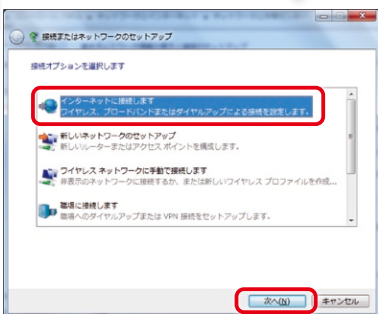 接続またはネットワークのセットアップ
接続オプションを選択します
インターネットに接続します
ワイヤレス、ブロードバンドまたはダイヤルアップによる接続を設定します。
新しいネットワークのセットアップ
新しいルーターまたはアクセス ポイントを構成します。
ワイヤレス ネットワークに手動で接続します
非表示のネットワークに接続するか、または新しいワイヤレス プロファイルを作成...
職場に接続します
職場へのダイヤルアップまたは VPN 接続をセットアップします。
次へ(N) キャンセル